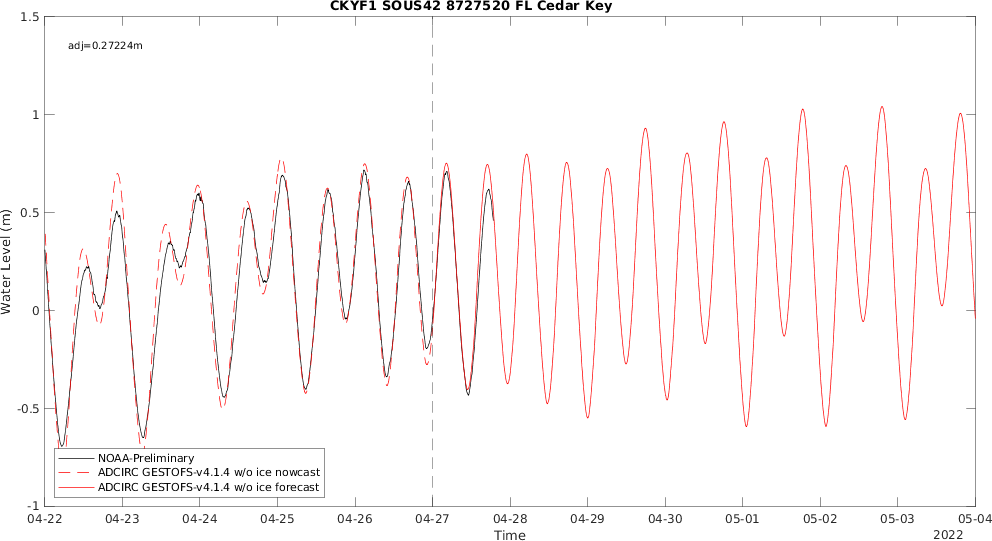 CKYF1 SOUS42 8727520 FL Cedar Key
1.5
adj=0.27224m
1
0.5
Water Level (m)
0
-0.5
NOAA-Preliminary
ADCIRC GESTOFS-v4.1.4 w/o ice nowcast
ADCIRC GESTOFS-v4.1.4 w/o ice forecast
-1
04-22 04-23 04-24 04-25 04-26 04-27 04-28 04-29 04-30 05-01 05-02 05-03 05-04
Time
2022